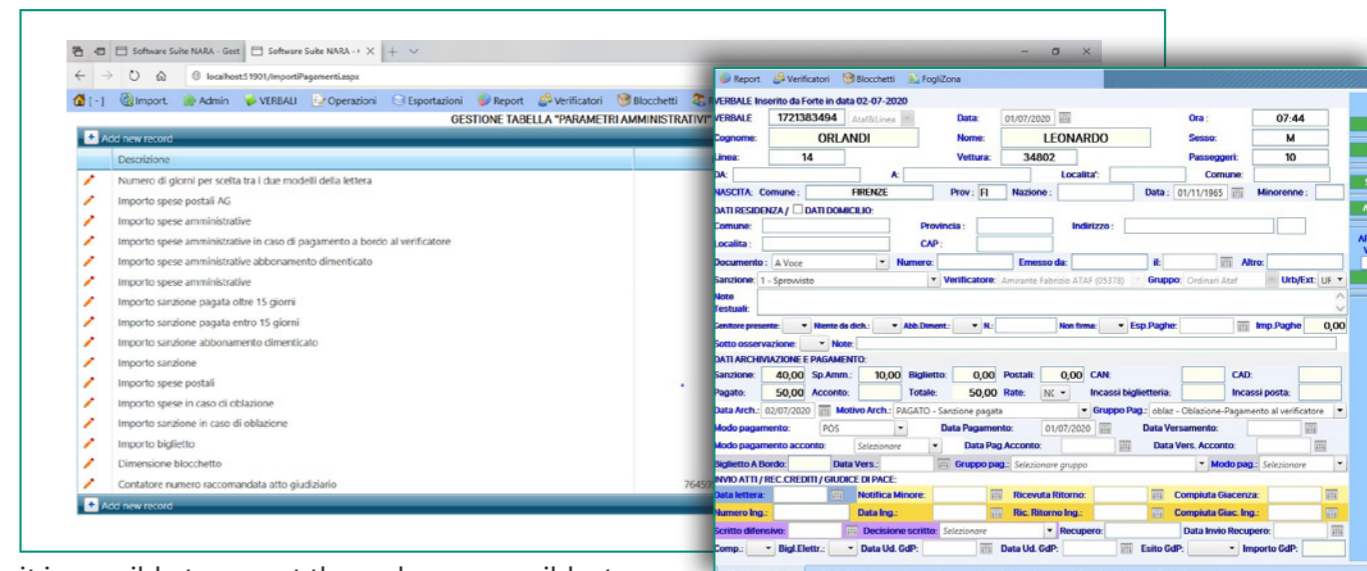 Software Suite NARA - Gest
Software Suite NARA -
localhost:51901/ImportiPagamenti.aspx
[-] Import. Admin VERBALI Operazioni Esportazioni Report Verificatori Blocchetti
GESTIONE TABELLA "PARAMETRI AMMINISTRATIVI"
Add new record
Descrizione
Numero di giorni per scelta tra i due modelli della lettera
Importo spese postali AG
Importo spese amministrative
Importo spese amministrative in caso di pagamento a bordo al verificatore
Importo spese amministrative abbonamento dimenticato
Importo spese amministrative
Importo sanzione pagata oltre 15 giorni
Importo sanzione pagata entro 15 giorni
Importo sanzione abbonamento dimenticato
Importo sanzione
Importo spese postali
Importo spese in caso di oblazione
Importo sanzione in caso di oblazione
Importo biglietto
Dimensione blocchetto
Contatore numero raccomandata atto giudiziario 76459
Add new record
Report Verificatori Blocchetti FogliZona
VERBALE Inserito da Forte in data 02-07-2020
VERBALE 1721383494 Ataf&Linea Data: 01/07/2020 Ora : 07:44
Cognome: ORLANDI Nome: LEONARDO Sesso: M
Linea: 14 Vettura: 34802 Passeggeri: 10
DA: A: Localita': Comune:
NASCITA: Comune : FIRENZE Prov : FI Nazione : Data : 01/11/1965 Minorenne :
DATI RESIDENZA / DATI DOMICILIO:
Comune: Provincia : Indirizzo :
Localita : CAP :
Documento : A Voce Numero: Emesso da: il: Altro:
Sanzione: 1 - Sprovvisto Verificatore: Amirante Fabrizio ATAF (05378) Gruppo: Ordinari Ataf Urb/Ext:
Note
Testuali:
Genitore presente: Niente da dich.: Abb.Diment.: N.: Non firma: Esp.Paghe: Imp.Paghe 0,00
Sotto osservazione: Note:
DATI ARCHIVIAZIONE E PAGAMENTO:
Sanzione: 40,00 Sp.Amm.: 10,00 Biglietto: 0,00 Postali: 0,00 CAN: CAD:
Pagato: 50,00 Acconto: Totale: 50,00 Rate: Incassi biglietteria: Incassi posta:
Data Arch.: 02/07/2020 Motivo Arch.: PAGATO - Sanzione pagata Gruppo Pag.: oblaz - Oblazione-Pagamento al verificatore
Modo pagamento: POS Data Pagamento: 01/07/2020 Data Versamento:
Modo pagamento acconto: Selezionare Data Pag.Acconto: Data Vers. Acconto:
Biglietto A Bordo: Data Vers.: Gruppo pag.: Selezionare gruppo Modo pag.: Selezionare
INVIO ATTI / REC.CREDITI / GIUDICE DI PACE:
Data lettera: Notifica Minore: Ricevuta Ritorno: Compiuta Giacenza:
Numero Ing.: Data Ing.: Ric. Ritorno Ing.: Compiuta Giac. Ing.:
Scritto difensivo: Decisione scritto: Selezionare Recupero: Data Invio Recupero:
Comp.: Bigl.Elettr.: Data Ud. GdP: Data Ud. GdP: Esito GdP: Importo GdP: